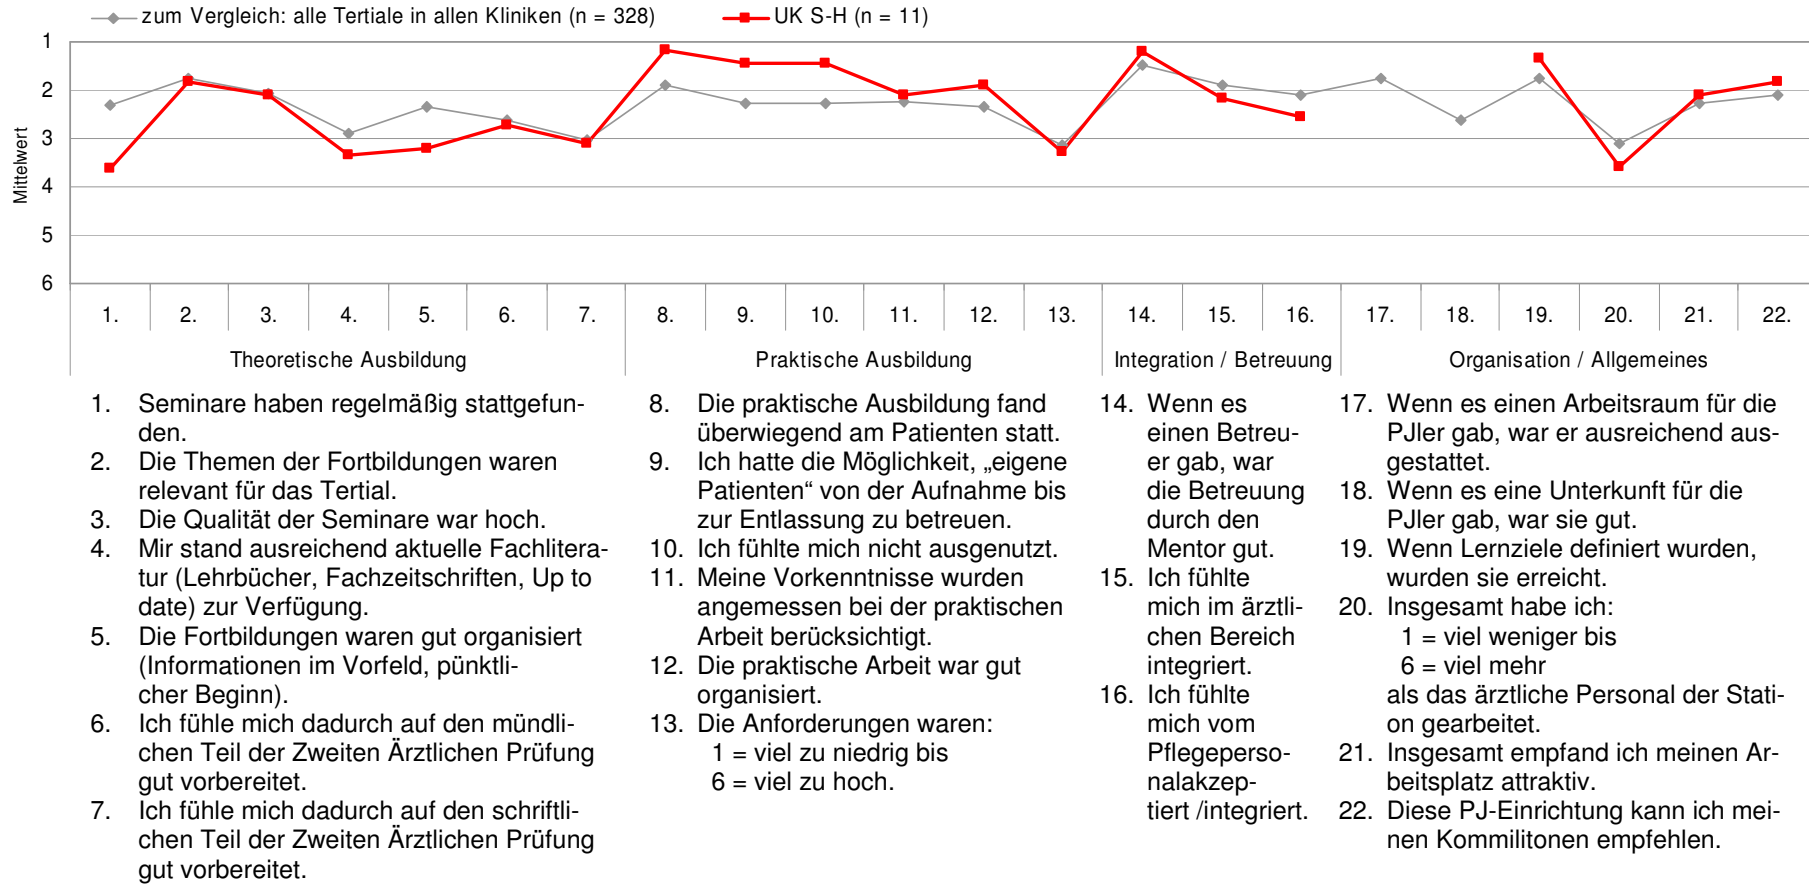 zum Vergleich: alle Tertiale in allen Kliniken (n = 328)
UK S-H (n = 11)
Mittelwert
1
2
3
4
5
6
1. 2. 3. 4. 5. 6. 7. 8. 9. 10. 11. 12. 13. 14. 15. 16. 17. 18. 19. 20. 21. 22.
Theoretische Ausbildung
Praktische Ausbildung
Integration / Betreuung
Organisation / Allgemeines
1. Seminare haben regelmäßig stattgefun-
den.
2. Die Themen der Fortbildungen waren
relevant für das Tertial.
3. Die Qualität der Seminare war hoch.
4. Mir stand ausreichend aktuelle Fachlitera-
tur (Lehrbücher, Fachzeitschriften, Up to
date) zur Verfügung.
5. Die Fortbildungen waren gut organisiert
(Informationen im Vorfeld, pünktli-
cher Beginn).
6. Ich fühle mich dadurch auf den mündli-
chen Teil der Zweiten Ärztlichen Prüfung
gut vorbereitet.
7. Ich fühle mich dadurch auf den schriftli-
chen Teil der Zweiten Ärztlichen Prüfung
gut vorbereitet.
8. Die praktische Ausbildung fand
überwiegend am Patienten statt.
9. Ich hatte die Möglichkeit, „eigene
Patienten“ von der Aufnahme bis
zur Entlassung zu betreuen.
10. Ich fühlte mich nicht ausgenutzt.
11. Meine Vorkenntnisse wurden
angemessen bei der praktischen
Arbeit berücksichtigt.
12. Die praktische Arbeit war gut
organisiert.
13. Die Anforderungen waren:
1 = viel zu niedrig bis
6 = viel zu hoch.
14. Wenn es
einen Betreu-
er gab, war
die Betreuung
durch den
Mentor gut.
15. Ich fühlte
mich im ärztli-
chen Bereich
integriert.
16. Ich fühlte
mich vom
Pflegeperso-
nalakzep-
tiert /integriert.
17. Wenn es einen Arbeitsraum für die
PJler gab, war er ausreichend aus-
gestattet.
18. Wenn es eine Unterkunft für die
PJler gab, war sie gut.
19. Wenn Lernziele definiert wurden,
wurden sie erreicht.
20. Insgesamt habe ich:
1 = viel weniger bis
6 = viel mehr
als das ärztliche Personal der Stati-
on gearbeitet.
21. Insgesamt empfand ich meinen Ar-
beitsplatz attraktiv.
22. Diese PJ-Einrichtung kann ich mei-
nen Kommilitonen empfehlen.